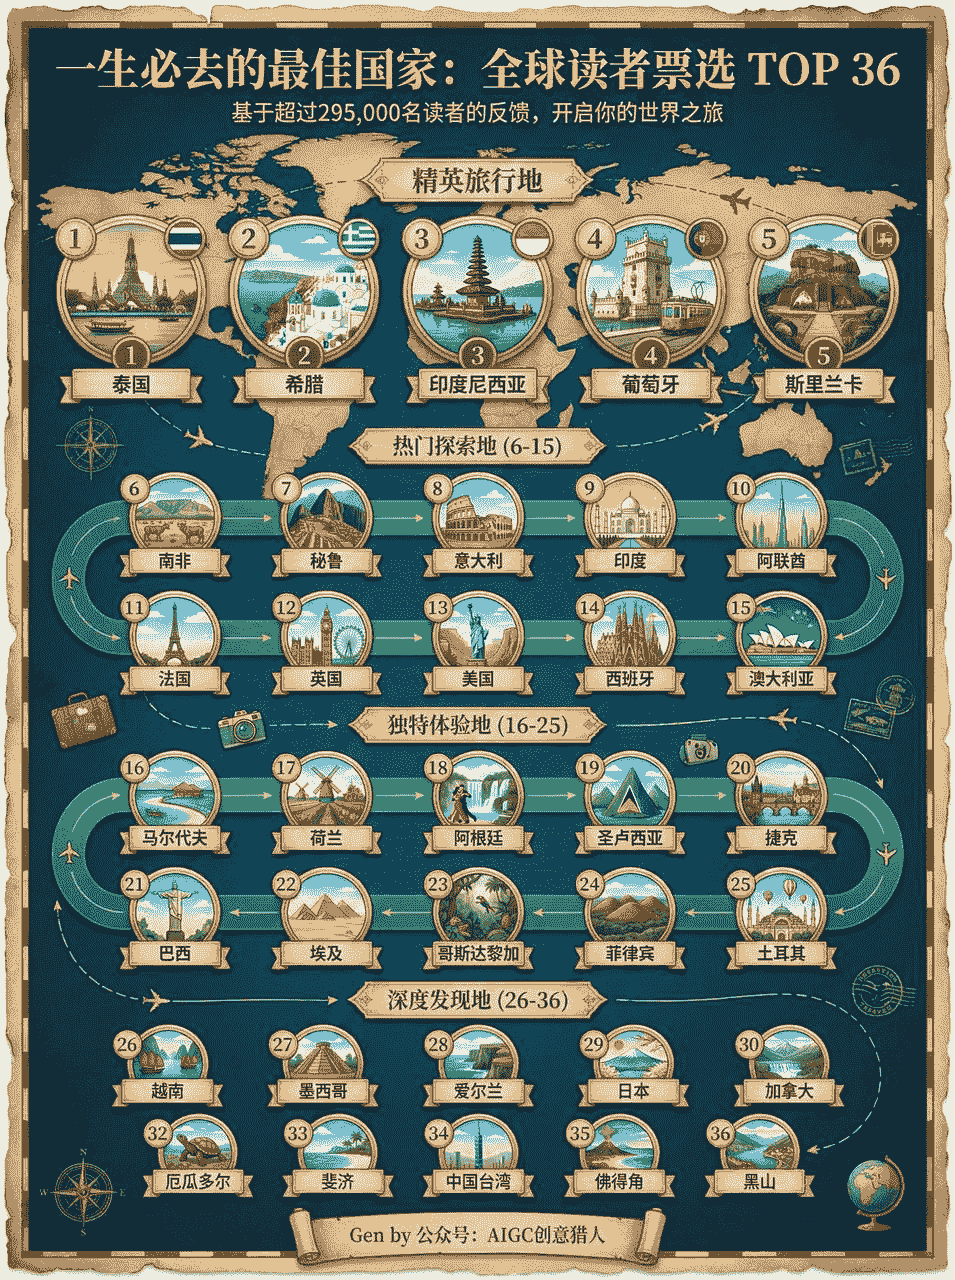 一生必去的最佳国家：全球读者票选 TOP 36
基于超过295,000名读者的反馈，开启你的世界之旅
精英旅行地
1 2 3 4 5
1 2 3 4 5
泰国 希腊 印度尼西亚 葡萄牙 斯里兰卡
热门探索地 (6-15)
6 7 8 9 10
南非 秘鲁 意大利 印度 阿联酋
11 12 13 14 15
法国 英国 美国 西班牙 澳大利亚
独特体验地 (16-25)
16 17 18 19 20
马尔代夫 荷兰 阿根廷 圣卢西亚 捷克
21 22 23 24 25
巴西 埃及 哥斯达黎加 菲律宾 土耳其
深度发现地 (26-36)
26 27 28 29 30
越南 墨西哥 爱尔兰 日本 加拿大
32 33 34 35 36
厄瓜多尔 斐济 中国台湾 佛得角 黑山
N
W E
S
Gen by 公众号：AIGC创意猎人